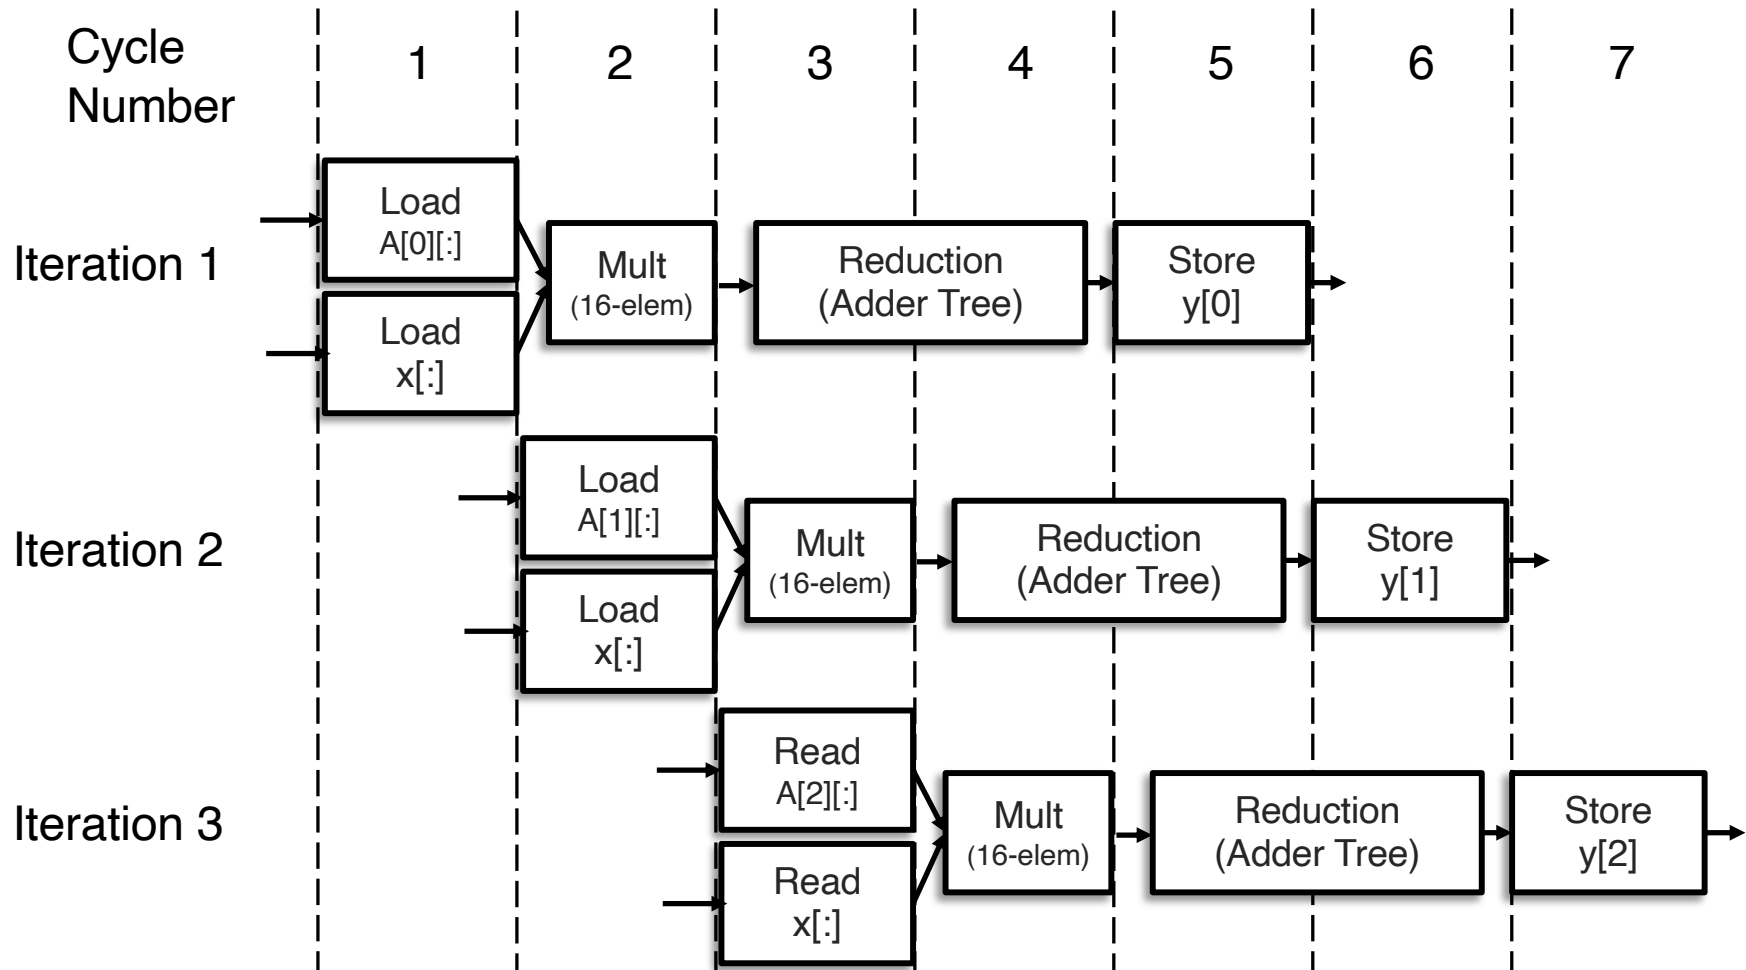 Cycle
Number
1 2 3 4 5 6 7
Iteration 1
Load
A[0][:]
Load
x[:]
Mult
(16-elem)
Reduction
(Adder Tree)
Store
y[0]
Iteration 2
Load
A[1][:]
Load
x[:]
Mult
(16-elem)
Reduction
(Adder Tree)
Store
y[1]
Iteration 3
Read
A[2][:]
Read
x[:]
Mult
(16-elem)
Reduction
(Adder Tree)
Store
y[2]